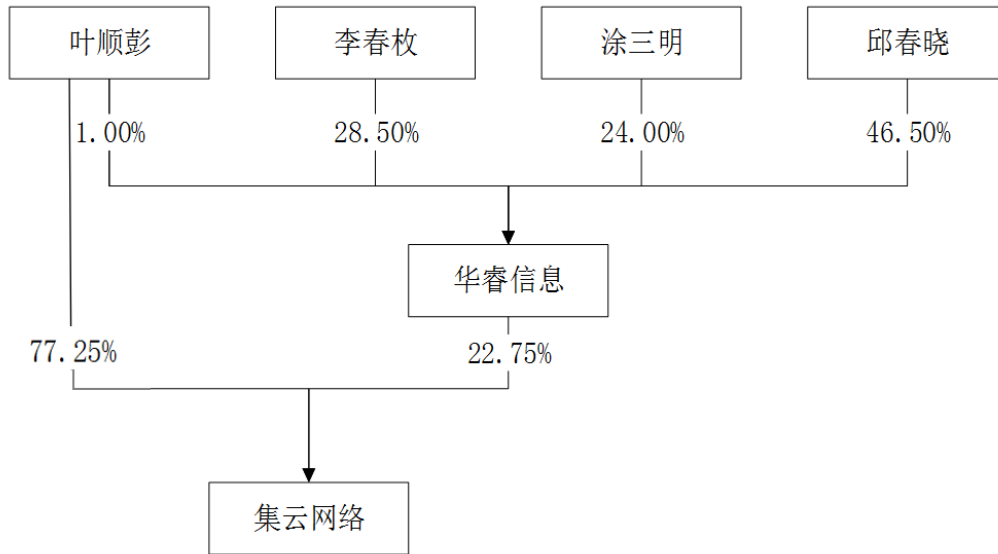 叶顺彭
李春枚
涂三明
邱春晓
1.00%
28.50%
24.00%
46.50%
华睿信息
77.25%
22.75%
集云网络